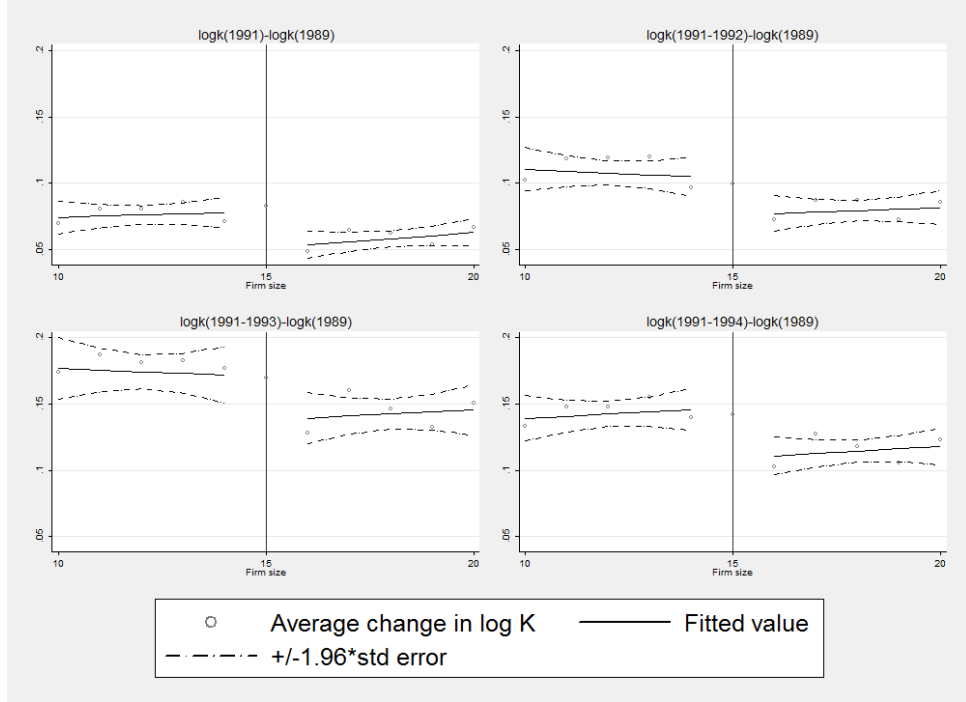 logk(1991)-logk(1989)
.2
.15
.1
.05
10
15
20
Firm size
logk(1991-1992)-logk(1989)
.2
.15
.1
.05
10
15
20
Firm size
logk(1991-1993)-logk(1989)
.2
.15
.1
.05
10
15
20
Firm size
logk(1991-1994)-logk(1989)
.2
.15
.1
.05
10
15
20
Firm size
Average change in log K
Fitted value
+/-1.96*std error